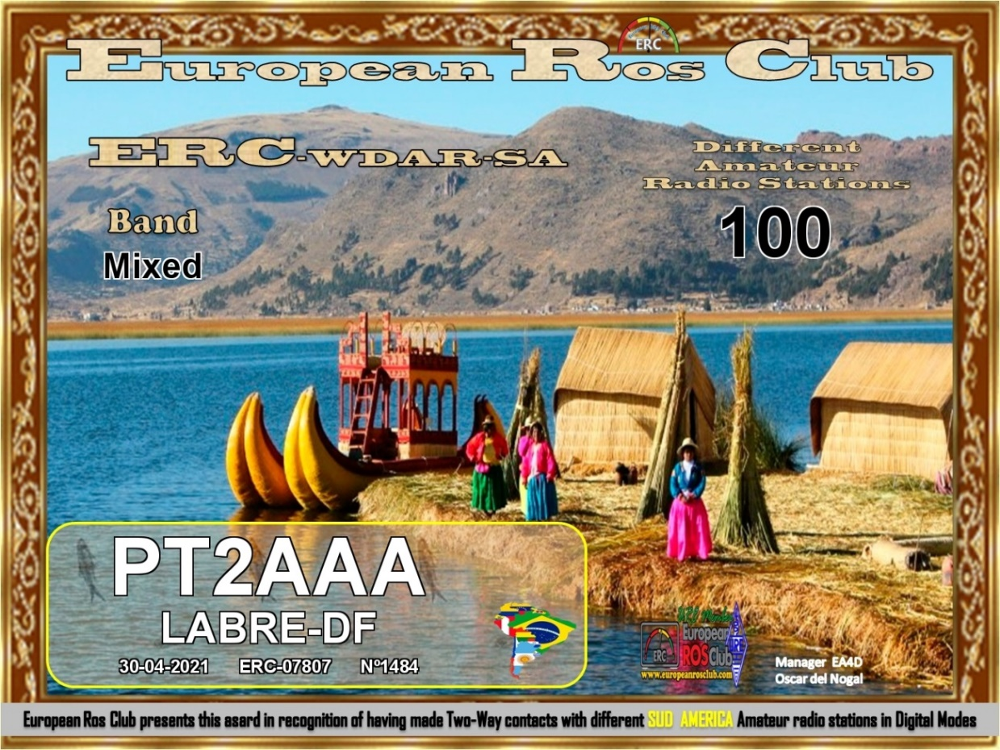 European Ros Club
ERC
ERC-WDAR-SA
Different
Amateur
Radio Stations
100
Band
Mixed
PT2AAA
LABRE-DF
30-04-2021 ERC-07807 Nº1484
European
ROS Club
ERC
www.europeanrosclub.com
Manager EA4D
Oscar del Nogal
European Ros Club presents this asard in recognition of having made Two-Way contacts with different SUD AMERICA Amateur radio stations in Digital Modes